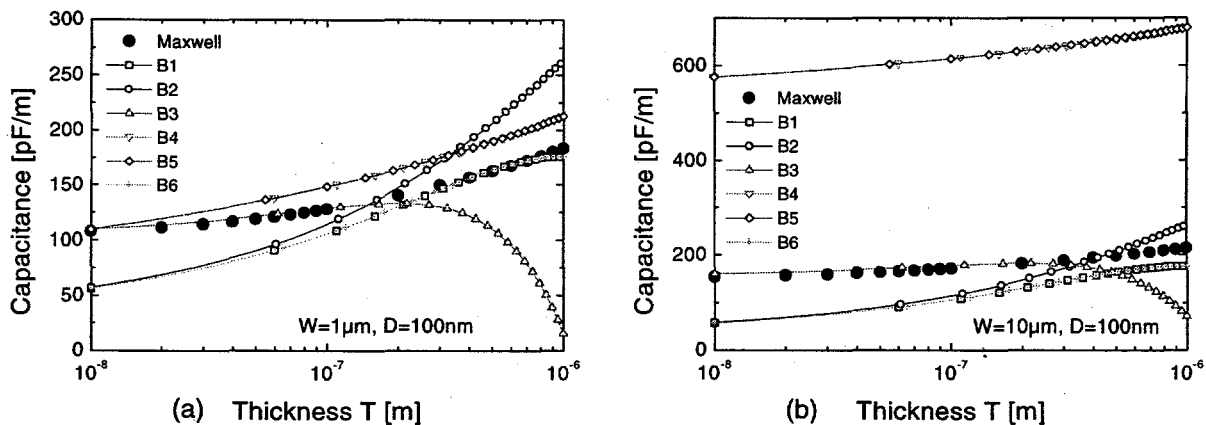 300
250
200
150
100
50
0
Capacitance [pF/m]
Maxwell
B1
B2
B3
B4
B5
B6
W=1μm, D=100nm
10⁻⁸
10⁻⁷
10⁻⁶
(a) Thickness T [m]
600
400
200
0
Capacitance [pF/m]
Maxwell
B1
B2
B3
B4
B5
B6
W=10μm, D=100nm
10⁻⁸
10⁻⁷
10⁻⁶
(b) Thickness T [m]